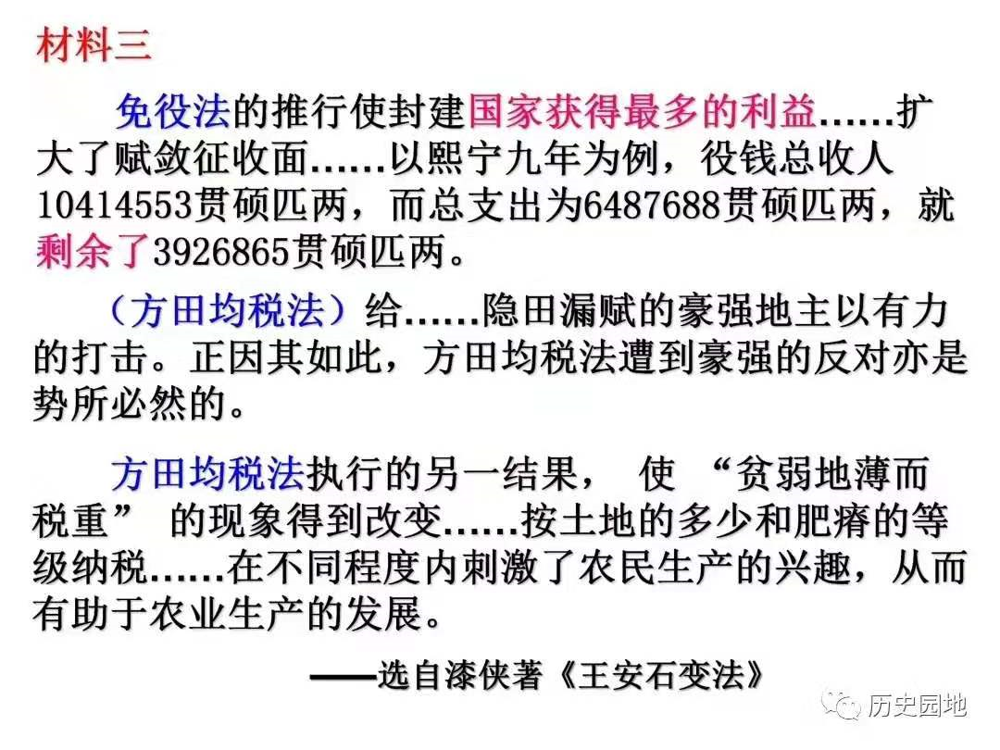 材料三
免役法的推行使封建国家获得最多的利益……扩
大了赋敛征收面……以熙宁九年为例，役钱总收人
10414553贯硕匹两，而总支出为6487688贯硕匹两，就
剩余了3926865贯硕匹两。
（方田均税法）给……隐田漏赋的豪强地主以有力
的打击。正因其如此，方田均税法遭到豪强的反对亦是
势所必然的。
方田均税法执行的另一结果， 使 “贫弱地薄而
税重” 的现象得到改变……按土地的多少和肥瘠的等
级纳税……在不同程度内刺激了农民生产的兴趣，从而
有助于农业生产的发展。
——选自漆侠著《王安石变法》
历史园地